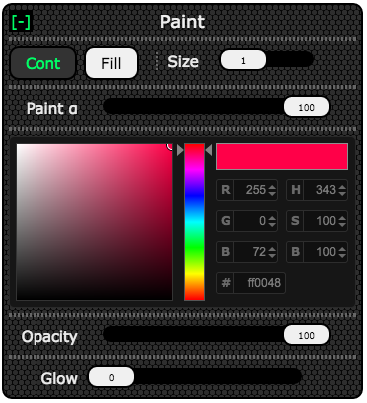 [-] Paint
Cont Fill Size 1
Paint α 100
R 255 H 343
G 0 S 100
B 72 B 100
# ff0048
Opacity 100
Glow 0